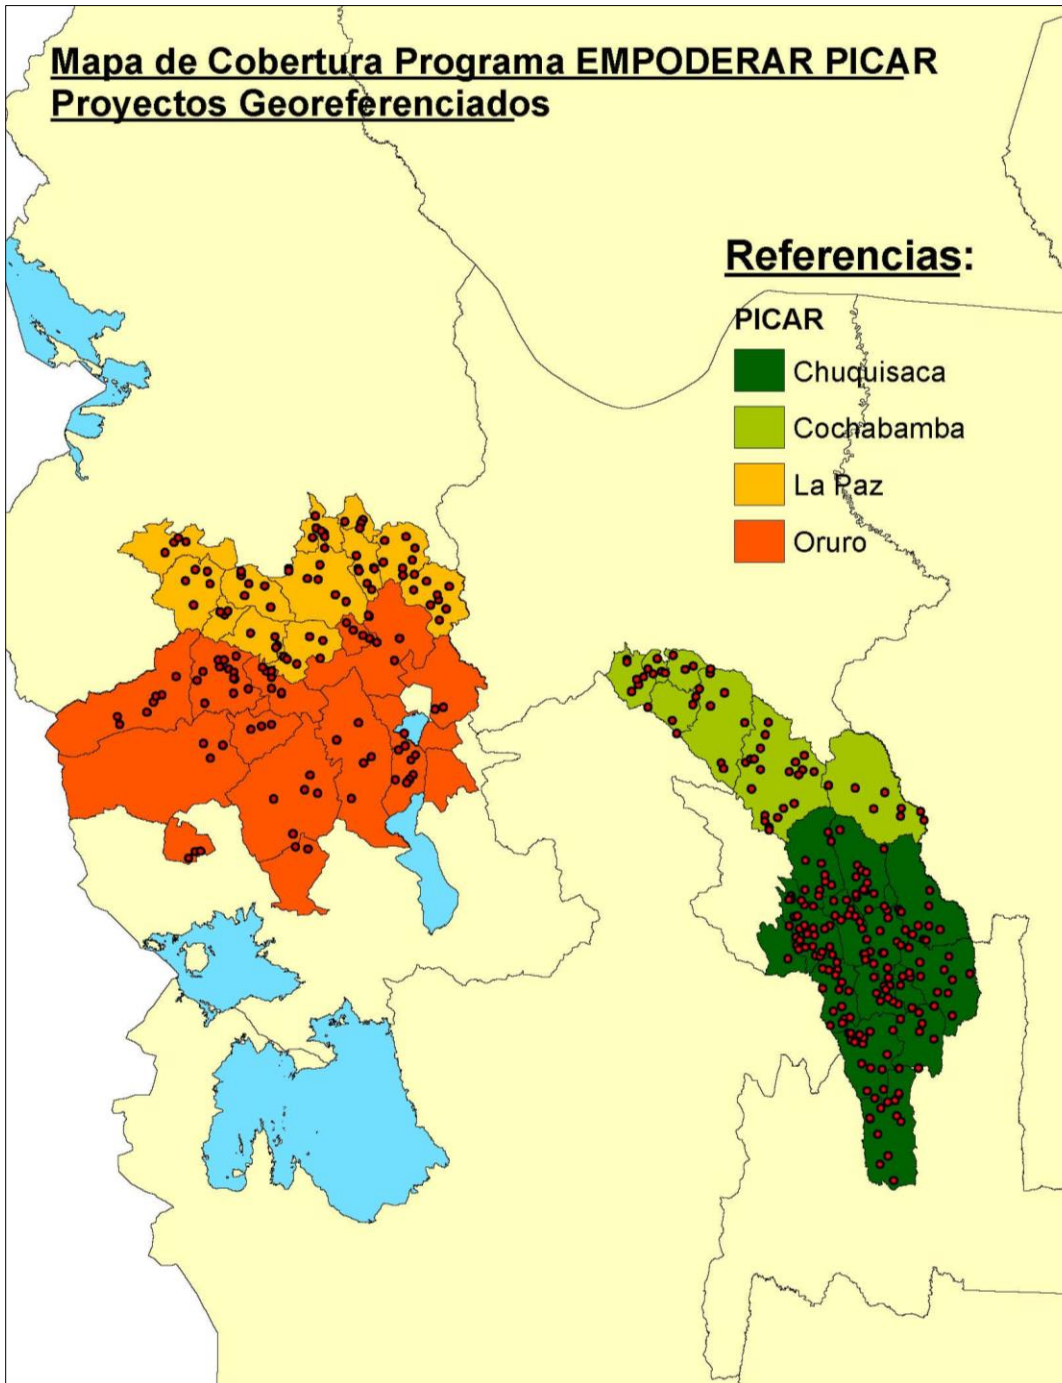 Mapa de Cobertura Programa EMPODERAR PICAR
Proyectos Georeferenciados
Referencias:
PICAR
Chuquisaca
Cochabamba
La Paz
Oruro